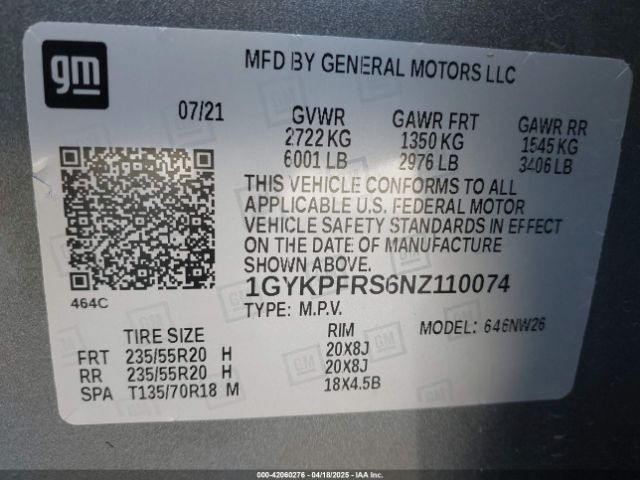 gm
MFD BY GENERAL MOTORS LLC
07/21 GVWR GAWR FRT GAWR RR
2722 KG 1350 KG 1545 KG
6001 LB 2976 LB 3406 LB
THIS VEHICLE CONFORMS TO ALL
APPLICABLE U.S. FEDERAL MOTOR
VEHICLE SAFETY STANDARDS IN EFFECT
ON THE DATE OF MANUFACTURE
SHOWN ABOVE.
464C
1GYKPFRS6NZ110074
TYPE: M.P.V. MODEL: 646NW26
TIRE SIZE RIM
FRT 235/55R20 H 20X8J
RR 235/55R20 H 20X8J
SPA T135/70R18 M 18X4.5B
000-42060276 | 04/18/2025 | IAAI.COM